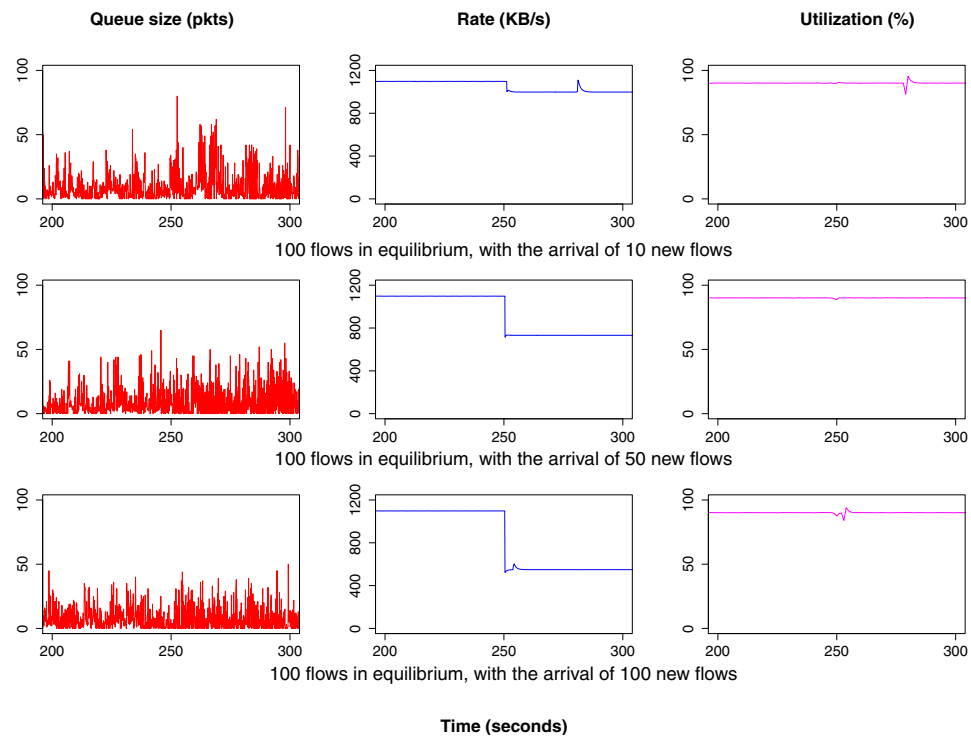 Queue size (pkts) Rate (KB/s) Utilization (%)
100 1200 100
800
50 50
400
0 0 0
200 250 300 200 250 300 200 250 300
100 flows in equilibrium, with the arrival of 10 new flows
100 1200 100
800
50 50
400
0 0 0
200 250 300 200 250 300 200 250 300
100 flows in equilibrium, with the arrival of 50 new flows
100 1200 100
800
50 50
400
0 0 0
200 250 300 200 250 300 200 250 300
100 flows in equilibrium, with the arrival of 100 new flows
Time (seconds)